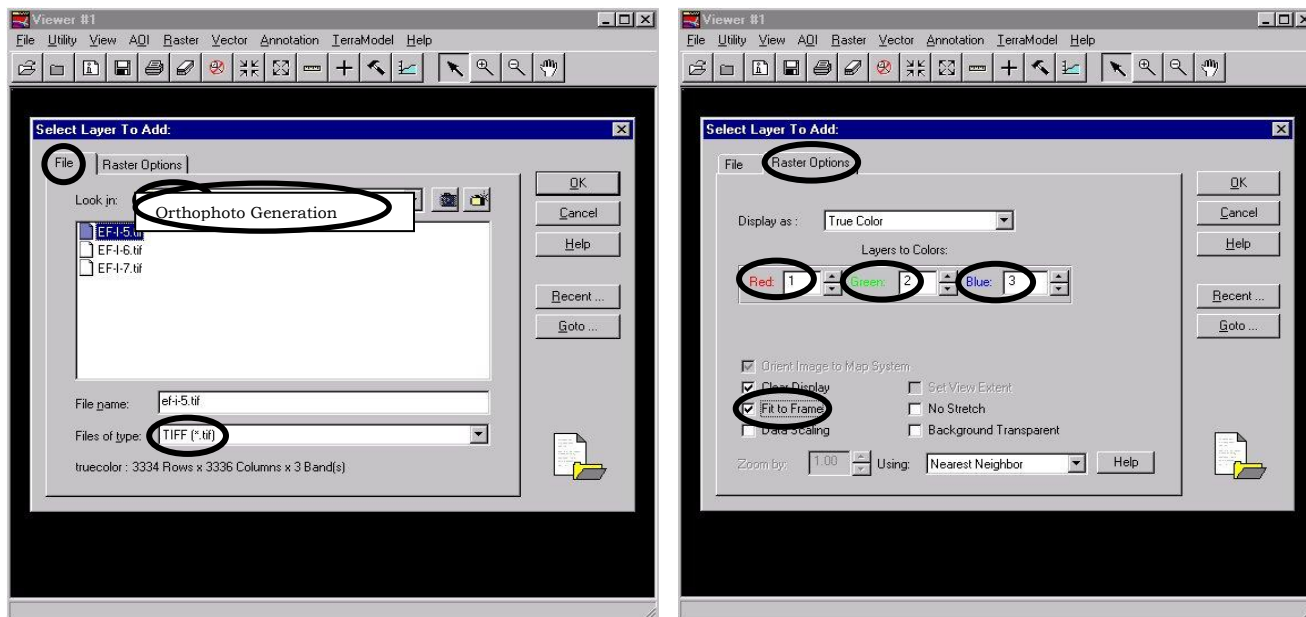 Viewer #1
File Utility View AOI Raster Vector Annotation TerraModel Help
Select Layer To Add:
File Raster Options
Look in:
Orthophoto Generation
EF-I-5.tif
EF-I-6.tif
EF-I-7.tif
File name: ef-i-5.tif
Files of type: TIFF (*.tif)
truecolor : 3334 Rows x 3336 Columns x 3 Band(s)
OK
Cancel
Help
Recent ...
Goto ...
Viewer #1
File Utility View AOI Raster Vector Annotation TerraModel Help
Select Layer To Add:
File Raster Options
Display as : True Color
Layers to Colors:
Red: 1 Green: 2 Blue: 3
Orient Image to Map System
Clear Display Set View Extent
Fit to Frame No Stretch
Data Scaling Background Transparent
Zoom by: 1.00 Using: Nearest Neighbor Help
OK
Cancel
Help
Recent ...
Goto ...